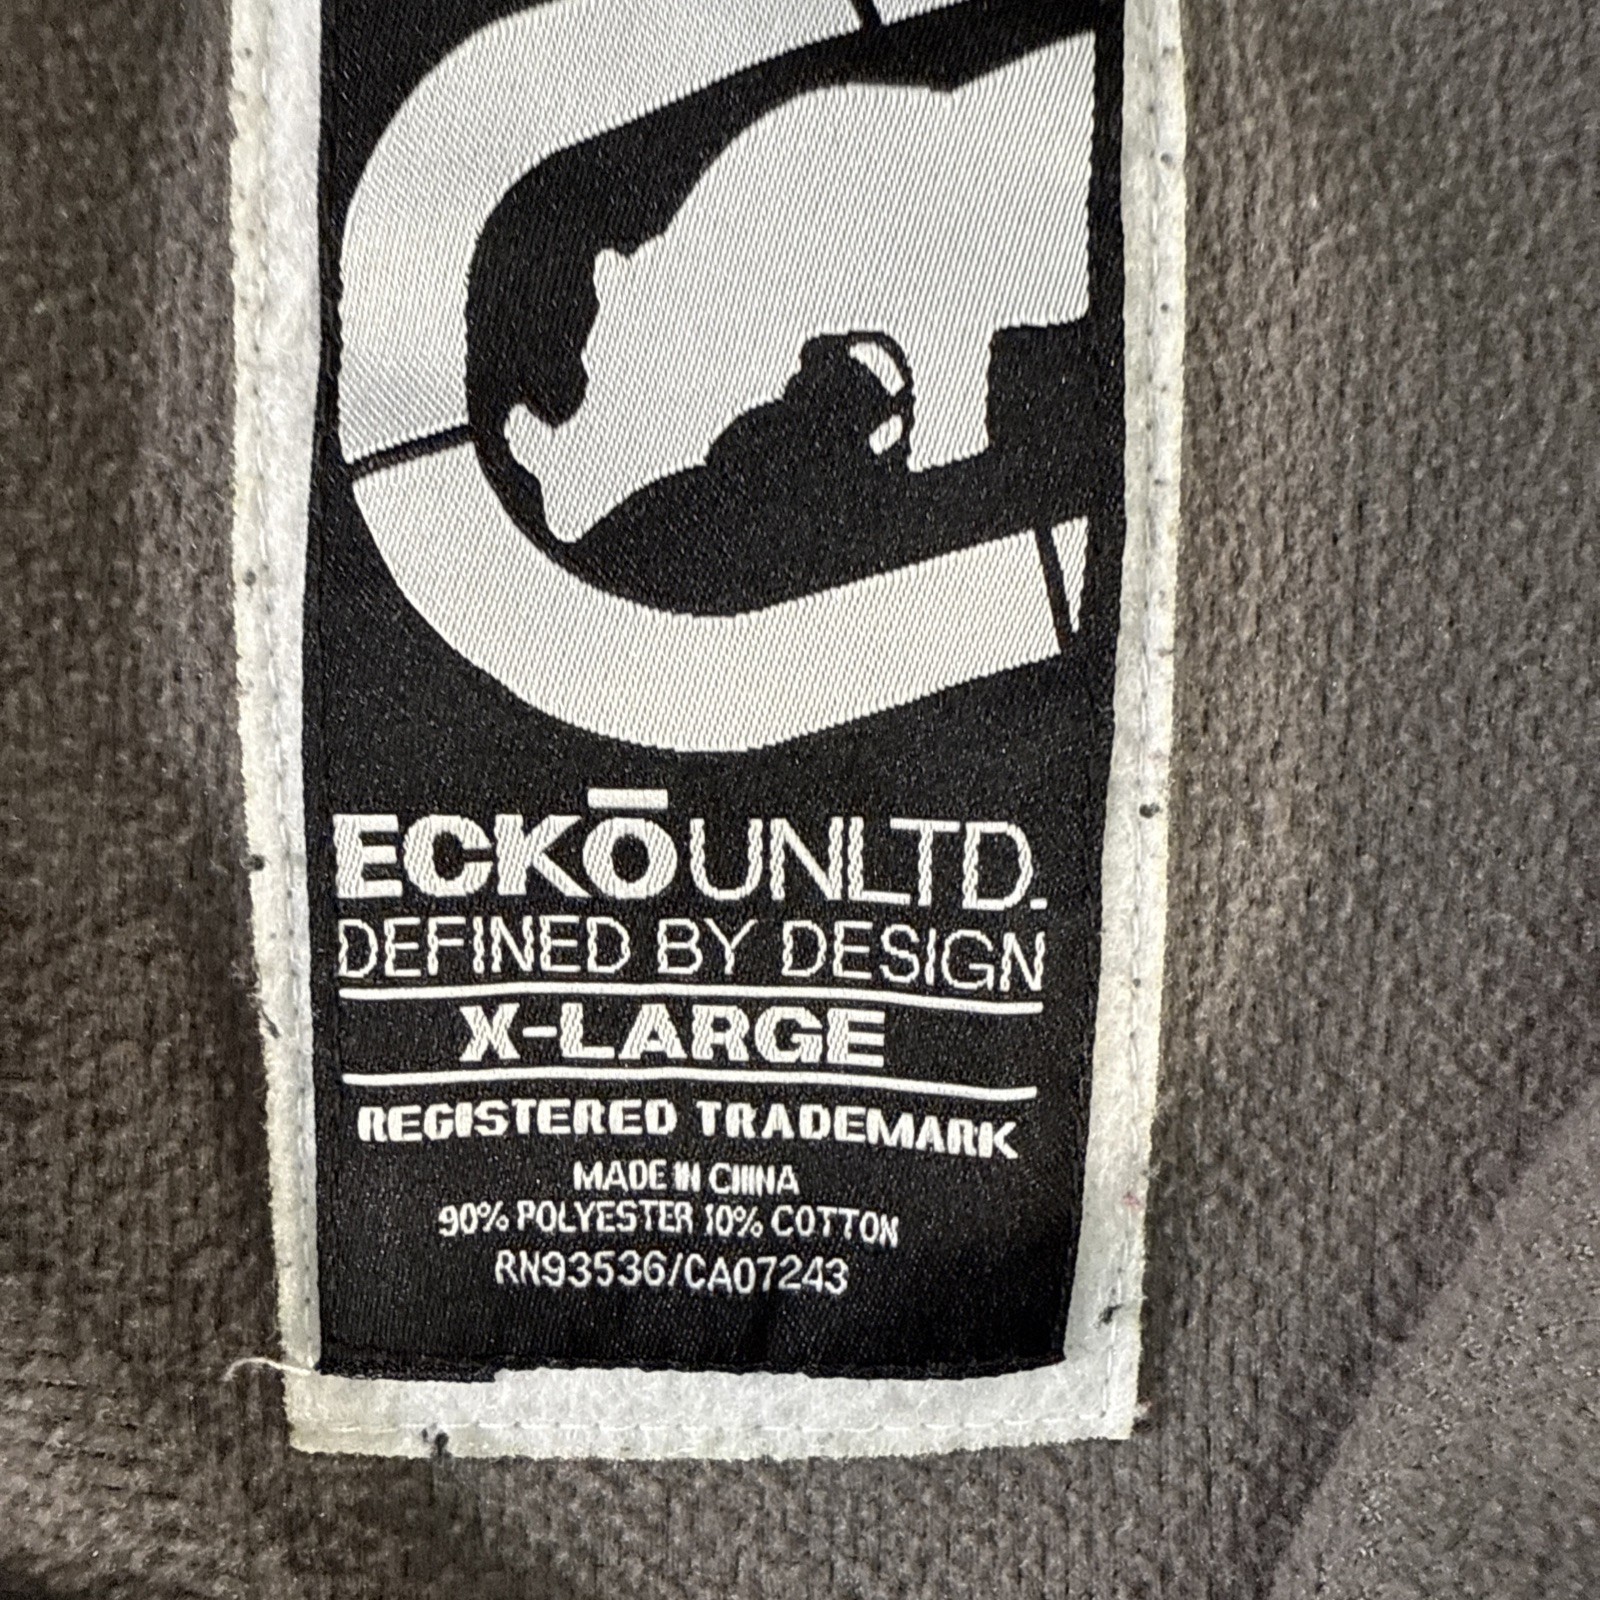 ECKŌUNLTD.
DEFINED BY DESIGN
X-LARGE
REGISTERED TRADEMARK
MADE IN CHINA
90% POLYESTER 10% COTTON
RN93536/CA07243